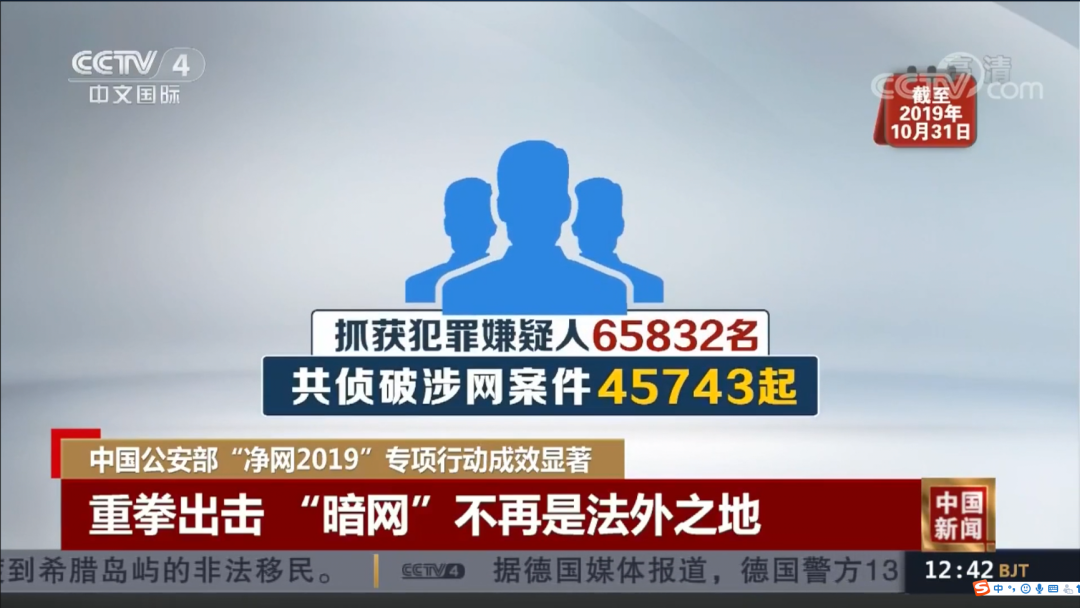 CCTV 4
中文国际
高清
CCTV.com
截至
2019年
10月31日
抓获犯罪嫌疑人65832名
共侦破涉网案件45743起
中国公安部“净网2019”专项行动成效显著
重拳出击 “暗网”不再是法外之地
中国
新闻
到希腊岛屿的非法移民。 CCTV 4 据德国媒体报道，德国警方13
12:42 BJT
中